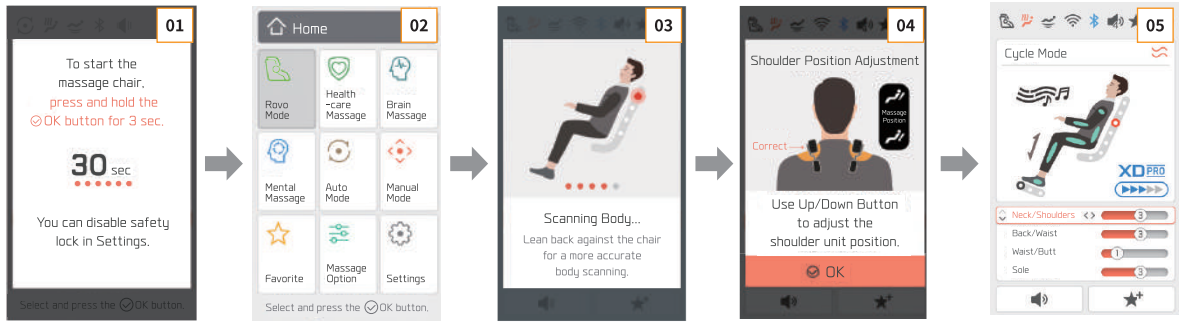 01
To start the
massage chair,
press and hold the
OK button for 3 sec.
30 sec
You can disable safety
lock in Settings.
Select and press the OK button.
02
Home
Rovo
Mode
Health
-care
Massage
Brain
Massage
Mental
Massage
Auto
Mode
Manual
Mode
Favorite
Massage
Option
Settings
Select and press the OK button.
03
Scanning Body...
Lean back against the chair
for a more accurate
body scanning.
04
Shoulder Position Adjustment
Massage
Position
Correct
Use Up/Down Button
to adjust the
shoulder unit position.
OK
05
Cycle Mode
XD PRO
Neck/Shoulders <> 3
Back/Waist 3
Waist/Butt 1
Sole 3